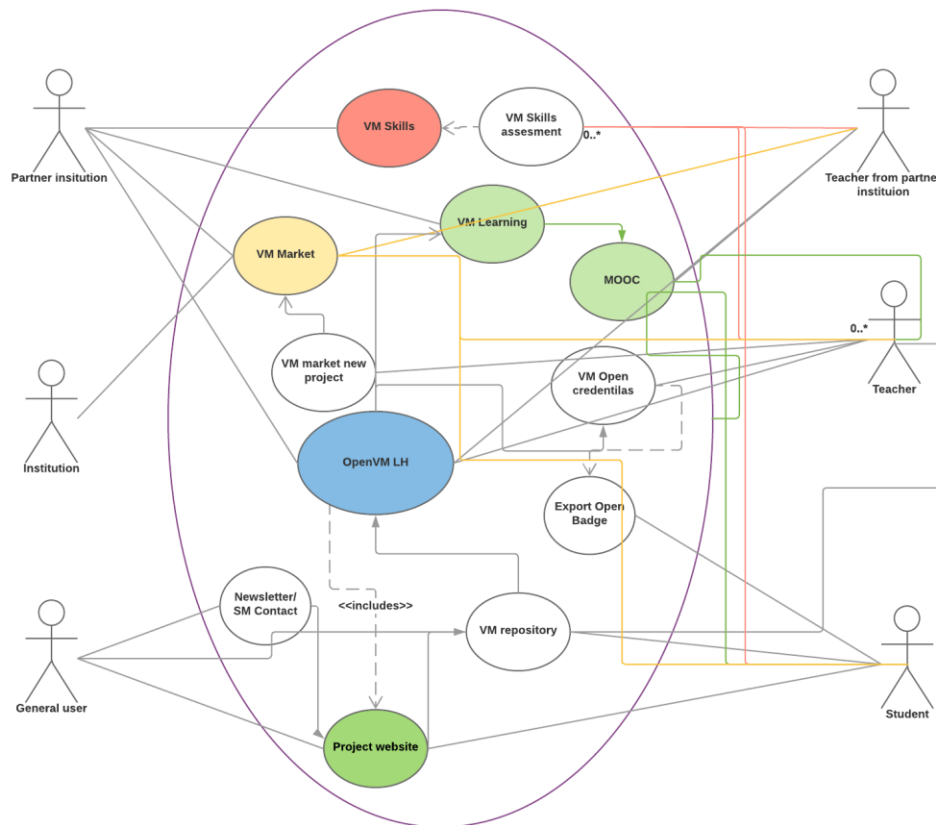 VM Skills
VM Skills
assesment
0..*
Partner insitution
Teacher from partner
instituion
VM Learning
VM Market
MOOC
0..*
VM market new
project
VM Open
credentilas
Teacher
Institution
OpenVM LH
Export Open
Badge
Newsletter/
SM Contact
<<includes>>
VM repository
General user
Student
Project website